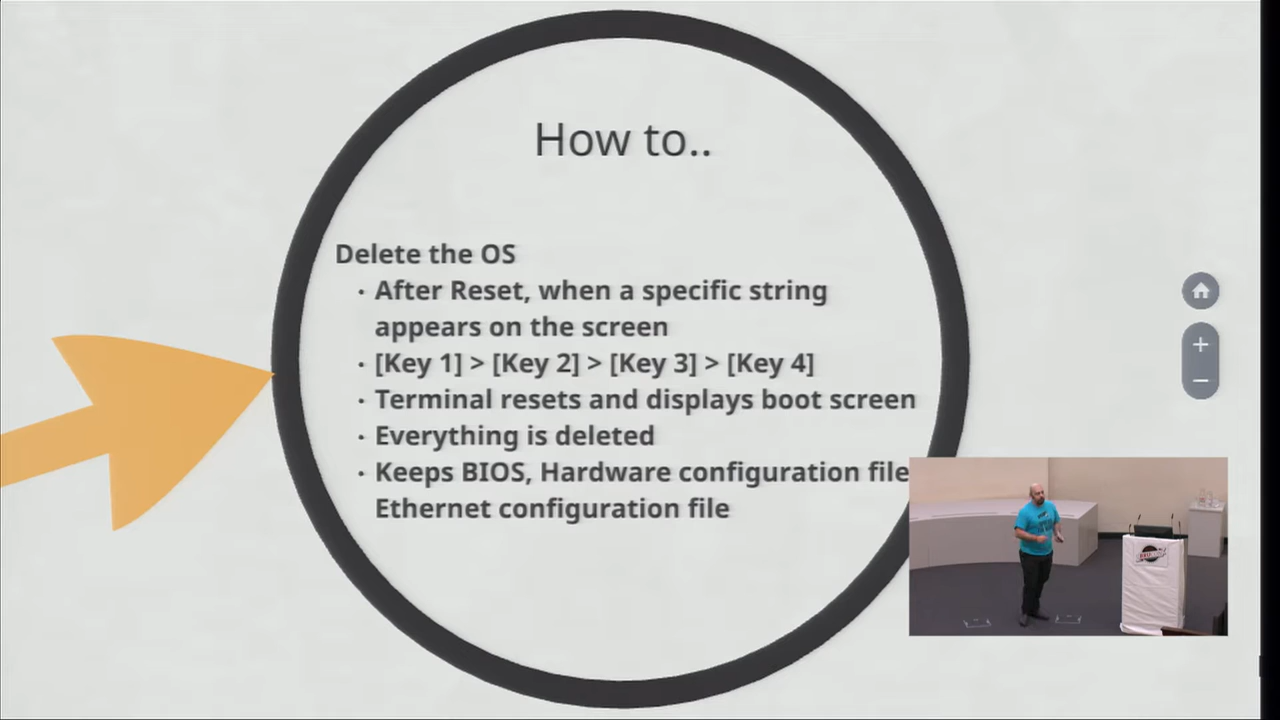 How to..
Delete the OS
· After Reset, when a specific string
appears on the screen
· [Key 1] > [Key 2] > [Key 3] > [Key 4]
· Terminal resets and displays boot screen
· Everything is deleted
· Keeps BIOS, Hardware configuration file
Ethernet configuration file